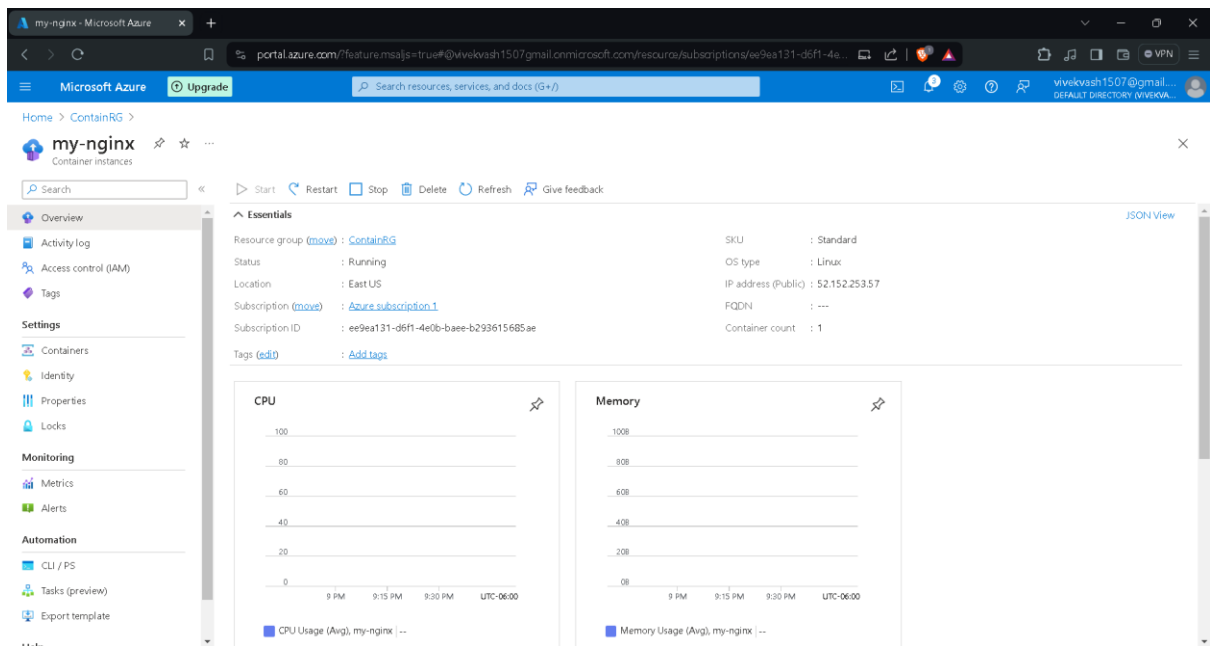 my-nginx - Microsoft Azure
portal.azure.com/?feature.msaljs=true#@vivekvash1507gmail.onmicrosoft.com/resource/subscriptions/ee9ea131-d6f1-4e...
VPN
Microsoft Azure
Upgrade
Search resources, services, and docs (G+/)
3
vivekvash1507@gmail....
DEFAULT DIRECTORY (VIVEKVA...
Home > ContainRG >
my-nginx
Container instances
Search
Overview
Activity log
Access control (IAM)
Tags
Settings
Containers
Identity
Properties
Locks
Monitoring
Metrics
Alerts
Automation
CLI / PS
Tasks (preview)
Export template
Start Restart Stop Delete Refresh Give feedback
Essentials
JSON View
Resource group (move) : ContainRG
Status : Running
Location : East US
Subscription (move) : Azure subscription 1
Subscription ID : ee9ea131-d6f1-4e0b-baee-b293615685ae
SKU : Standard
OS type : Linux
IP address (Public) : 52.152.253.57
FQDN : ---
Container count : 1
Tags (edit) : Add tags
CPU
100
80
60
40
20
0
9 PM 9:15 PM 9:30 PM UTC-06:00
CPU Usage (Avg), my-nginx | --
Memory
100B
80B
60B
40B
20B
0B
9 PM 9:15 PM 9:30 PM UTC-06:00
Memory Usage (Avg), my-nginx | --